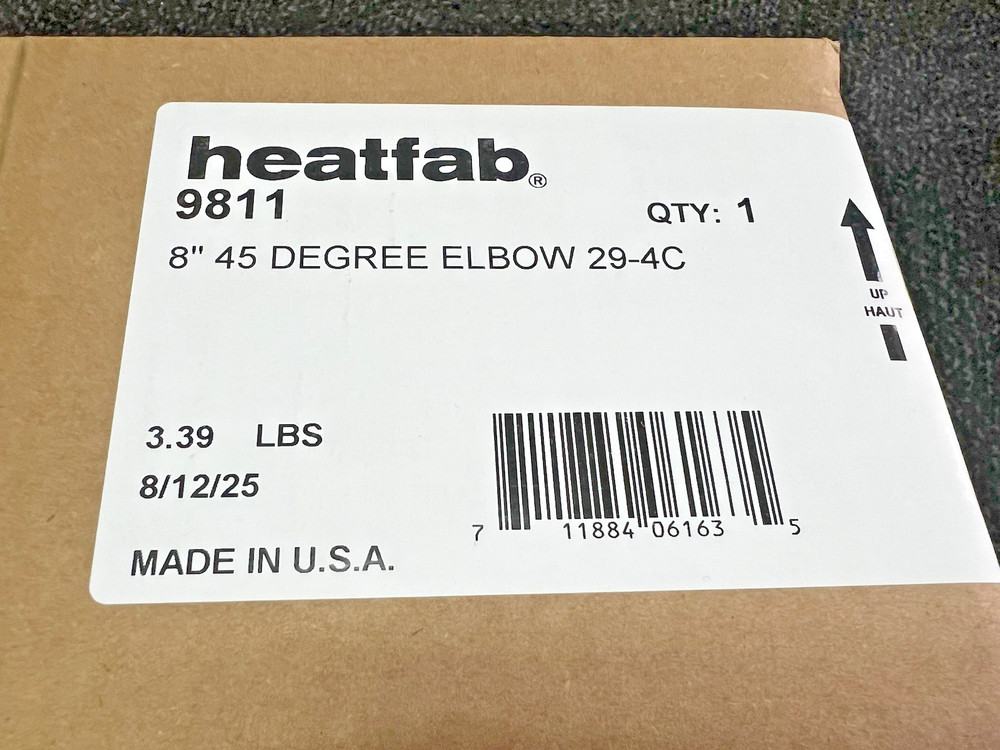 heatfab®
9811
QTY: 1
8" 45 DEGREE ELBOW 29-4C
UP
HAUT
3.39 LBS
8/12/25
7 11884 06163 5
MADE IN U.S.A.